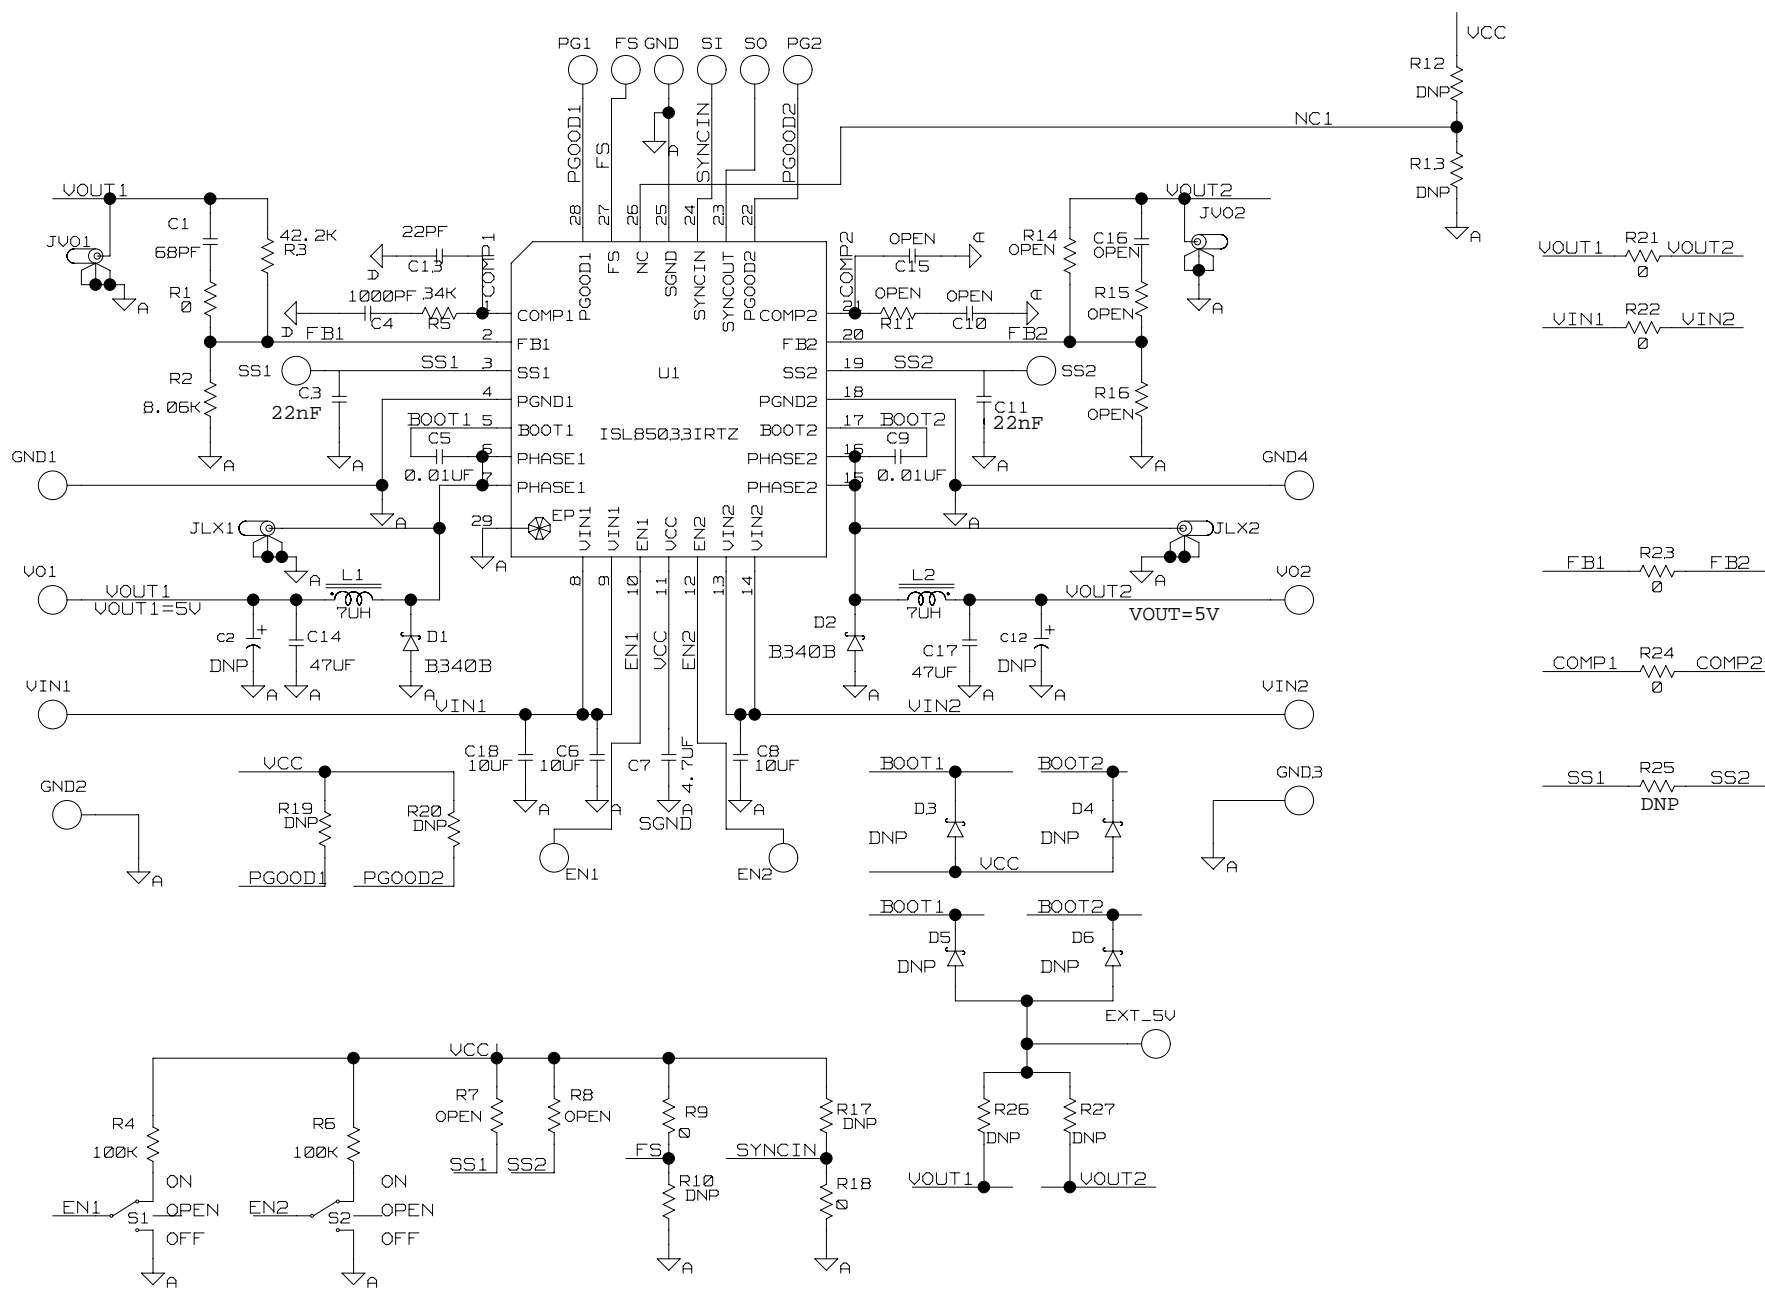 PG1 FS GND SI SO PG2
VCC
R12
DNP
NC1
R13
DNP
A
PGOOD1
FS
A
SYNCIN
PGOOD2
28 27 26 25 24 23 22
VOUT1
C1
68PF
JVO1
A
R1
0
42.2K
R3
22PF
C13
D
COMP1
1000PF
34K
C4
R5
D
FB1
R2
8.06K
A
SS1
SS1
C3
22nF
A
1
2
3
4
5
6
7
29
BOOT1
C5
0.01UF
PGOOD1
FS
NC
SGND
SYNCIN
SYNCOUT
PGOOD2
COMP1
FB1
SS1
PGND1
BOOT1
PHASE1
PHASE1
EP
U1
ISL85033IRTZ
COMP2
FB2
SS2
PGND2
BOOT2
PHASE2
PHASE2
VIN1
VIN1
EN1
VCC
EN2
VIN2
VIN2
21
20
19
18
17
16
15
COMP2
OPEN
C15
A
OPEN
R11
OPEN
C10
A
FB2
SS2
SS2
C11
22nF
A
BOOT2
C9
0.01UF
VOUT2
JVO2
A
R14
OPEN
C16
OPEN
R15
OPEN
R16
OPEN
A
VOUT1 R21 VOUT2
0
VIN1 R22 VIN2
0
FB1 R23 FB2
0
COMP1 R24 COMP2
0
SS1 R25 SS2
DNP
GND1
A
GND4
A
JLX1
A
JLX2
A
A
VO1
VOUT1
VOUT1=5V
L1
7UH
C2
+
DNP
A
C14
47UF
A
D1
B340B
A
8 9 10 11 12 13 14
EN1
VCC
EN2
L2
7UH
D2
B340B
A
C17
47UF
A
C12
+
DNP
A
VOUT2
VOUT=5V
VO2
VIN1
VIN1
VIN2
VIN2
C18
10UF
A
C6
10UF
A
C7
4.7UF
A
SGND
C8
10UF
A
GND2
A
VCC
R19
DNP
R20
DNP
PGOOD1
PGOOD2
EN1
EN2
BOOT1
BOOT2
D3
DNP
D4
DNP
VCC
GND3
A
BOOT1
BOOT2
D5
DNP
D6
DNP
EXT_5V
R26
DNP
R27
DNP
VOUT1
VOUT2
VCC
R4
100K
ON
EN1
OPEN
S1
OFF
A
R6
100K
ON
EN2
OPEN
S2
OFF
A
R7
OPEN
SS1
R8
OPEN
SS2
R9
0
FS
R10
DNP
A
R17
DNP
SYNCIN
R18
0
A